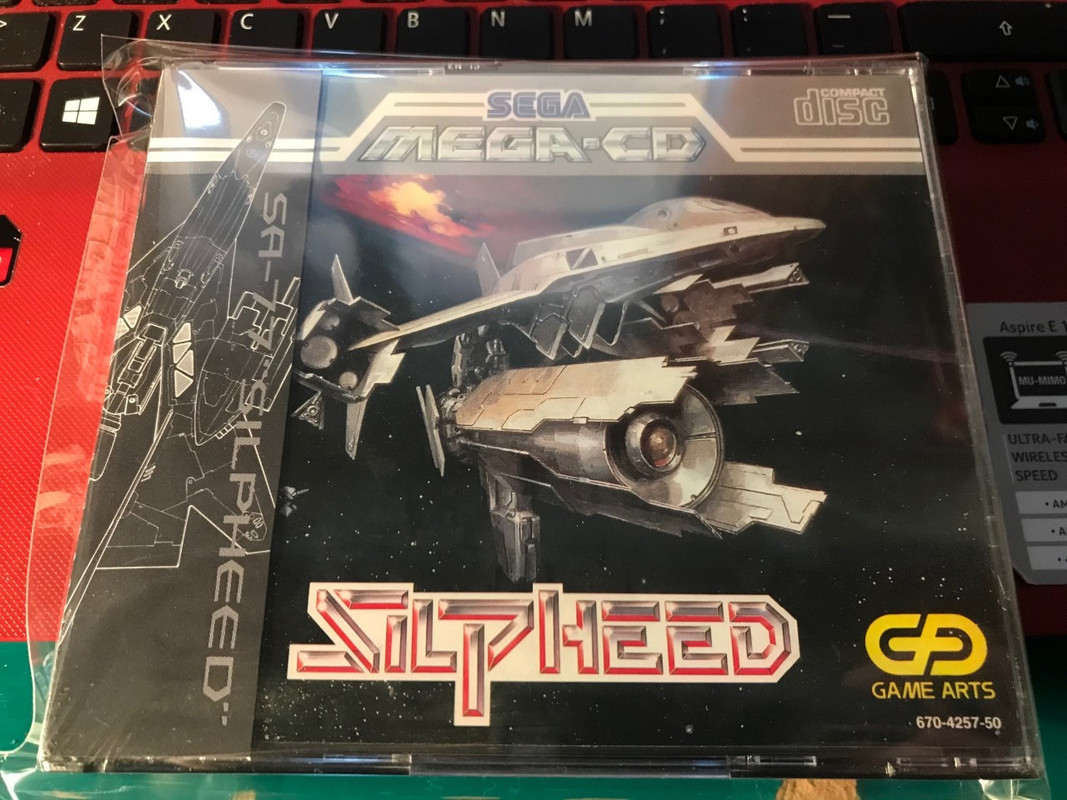 Z X C V B N M ; : —
SEGA
MEGA-CD
COMPACT
disc
SA-77 "SILPHEED"
SILPHEED
GAME ARTS
670-4257-50
Aspire E 1
MU-MIMO
ULTRA-FA
WIRELES
SPEED
• AM
• A